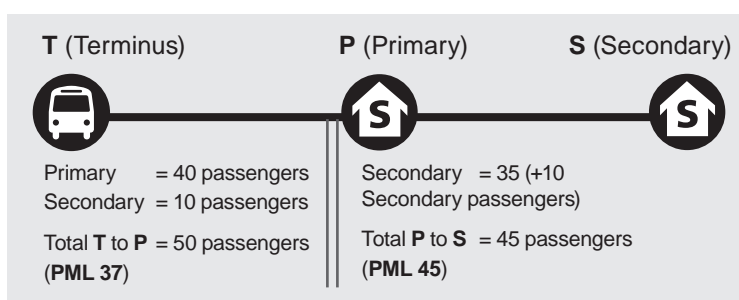 T (Terminus)
P (Primary)
S (Secondary)
S
S
Primary = 40 passengers
Secondary = 10 passengers
Total T to P = 50 passengers
(PML 37)
Secondary = 35 (+10
Secondary passengers)
Total P to S = 45 passengers
(PML 45)